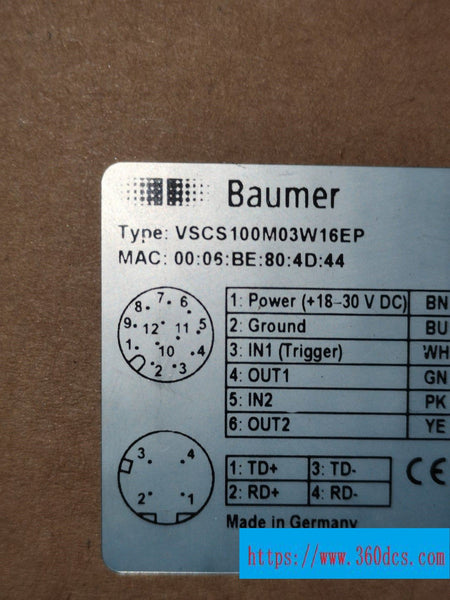 Baumer
Type: VSCS100M03W16EP
MAC: 00:06:BE:80:4D:44
8 7 6
9 12 11 5
1 10 4
2 3
1: Power (+18-30 V DC) BN
2: Ground BU
3: IN1 (Trigger) WH
4: OUT1 GN
5: IN2 PK
6: OUT2 YE
3 4
2 1
1: TD+ 3: TD-
2: RD+ 4: RD-
CE
Made in Germany
https://www.360dcs.com